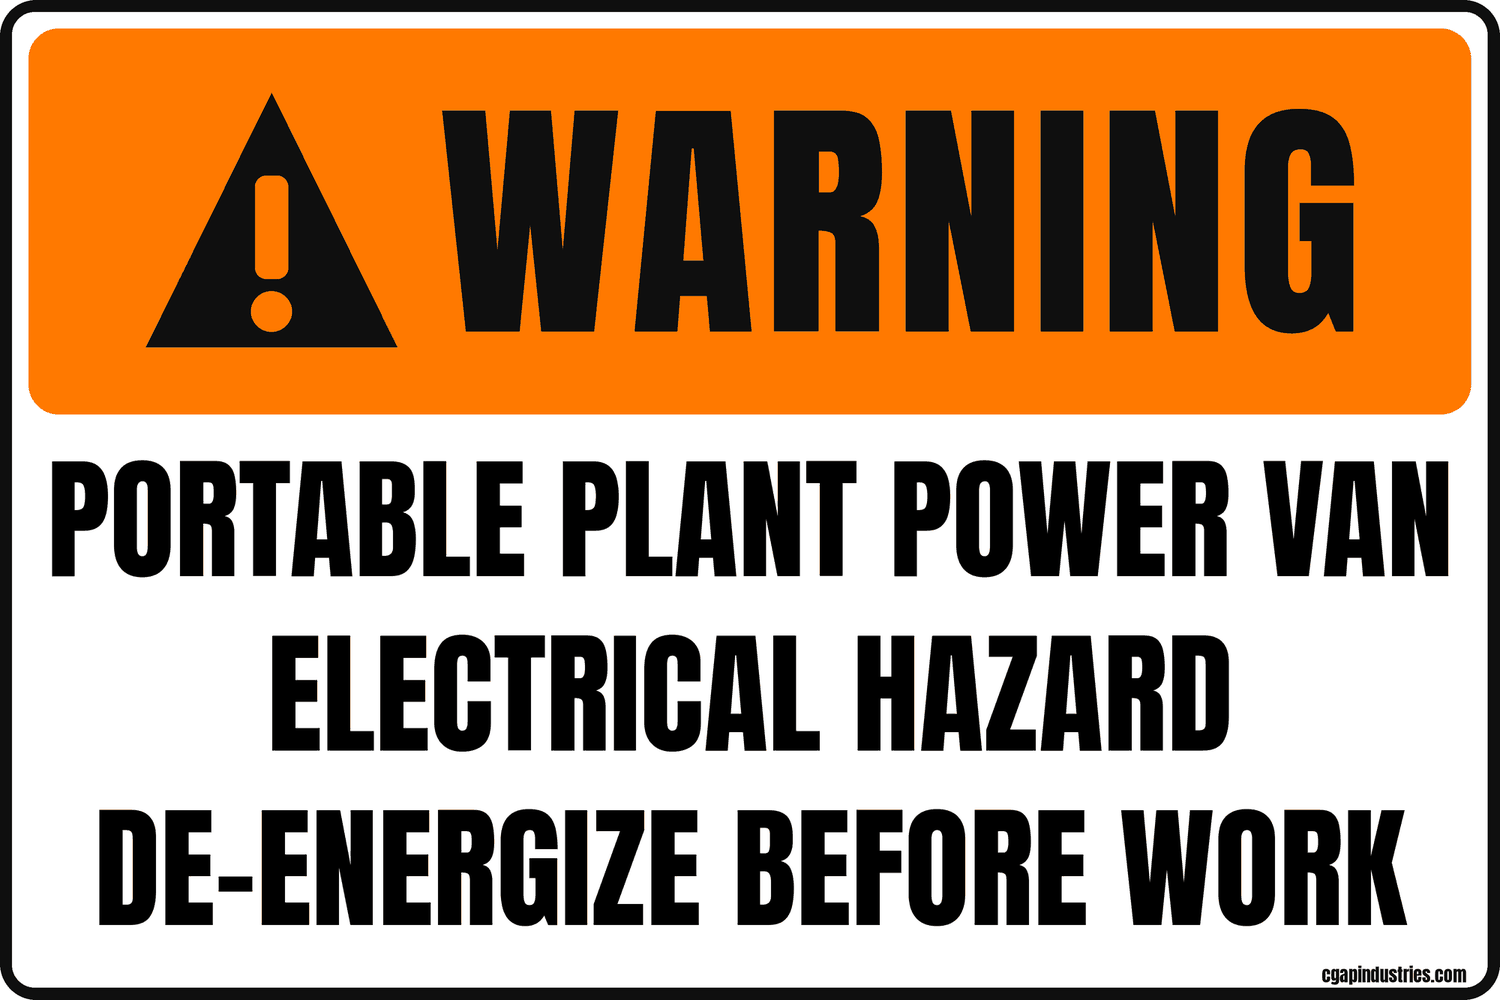 WARNING
PORTABLE PLANT POWER VAN
ELECTRICAL HAZARD
DE-ENERGIZE BEFORE WORK
cgapindustries.com